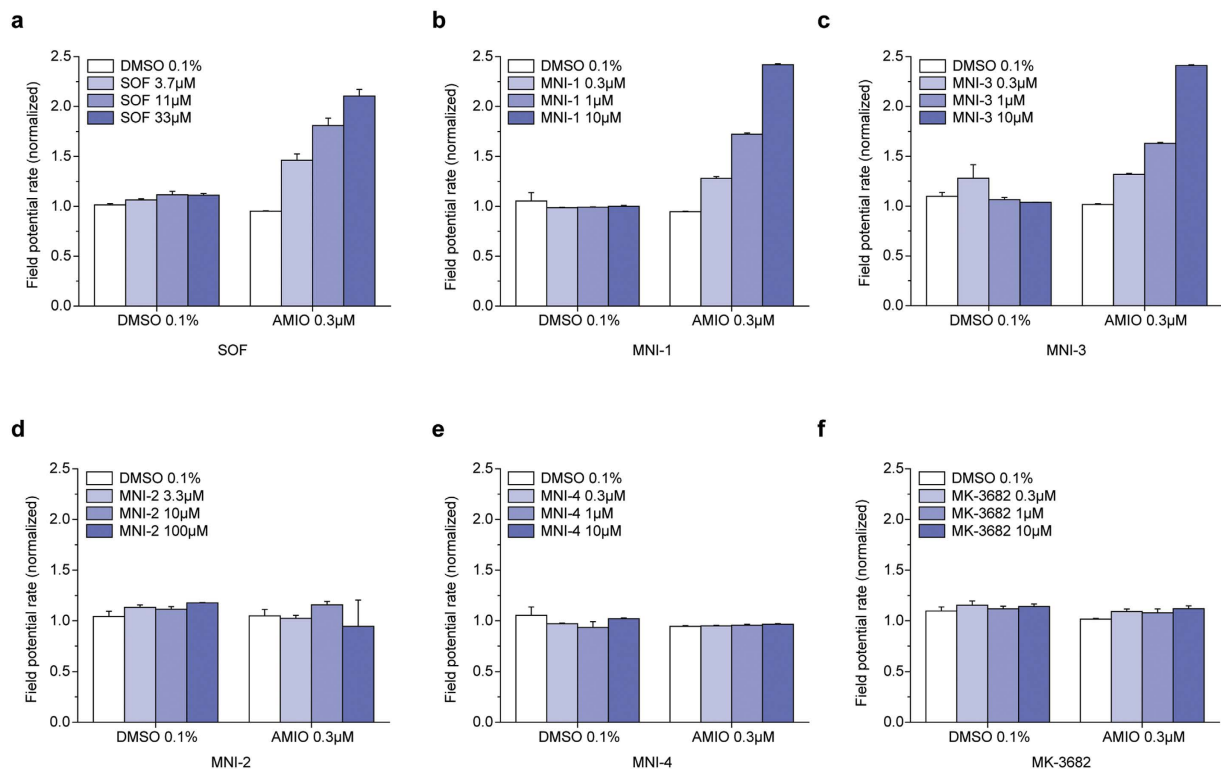 a
Field potential rate (normalized)
2.5
2.0
1.5
1.0
0.5
0.0
DMSO 0.1%
SOF 3.7µM
SOF 11µM
SOF 33µM
DMSO 0.1%
AMIO 0.3µM
SOF
b
Field potential rate (normalized)
2.5
2.0
1.5
1.0
0.5
0.0
DMSO 0.1%
MNI-1 0.3µM
MNI-1 1µM
MNI-1 10µM
DMSO 0.1%
AMIO 0.3µM
MNI-1
c
Field potential rate (normalized)
2.5
2.0
1.5
1.0
0.5
0.0
DMSO 0.1%
MNI-3 0.3µM
MNI-3 1µM
MNI-3 10µM
DMSO 0.1%
AMIO 0.3µM
MNI-3
d
Field potential rate (normalized)
2.5
2.0
1.5
1.0
0.5
0.0
DMSO 0.1%
MNI-2 3.3µM
MNI-2 10µM
MNI-2 100µM
DMSO 0.1%
AMIO 0.3µM
MNI-2
e
Field potential rate (normalized)
2.5
2.0
1.5
1.0
0.5
0.0
DMSO 0.1%
MNI-4 0.3µM
MNI-4 1µM
MNI-4 10µM
DMSO 0.1%
AMIO 0.3µM
MNI-4
f
Field potential rate (normalized)
2.5
2.0
1.5
1.0
0.5
0.0
DMSO 0.1%
MK-3682 0.3µM
MK-3682 1µM
MK-3682 10µM
DMSO 0.1%
AMIO 0.3µM
MK-3682